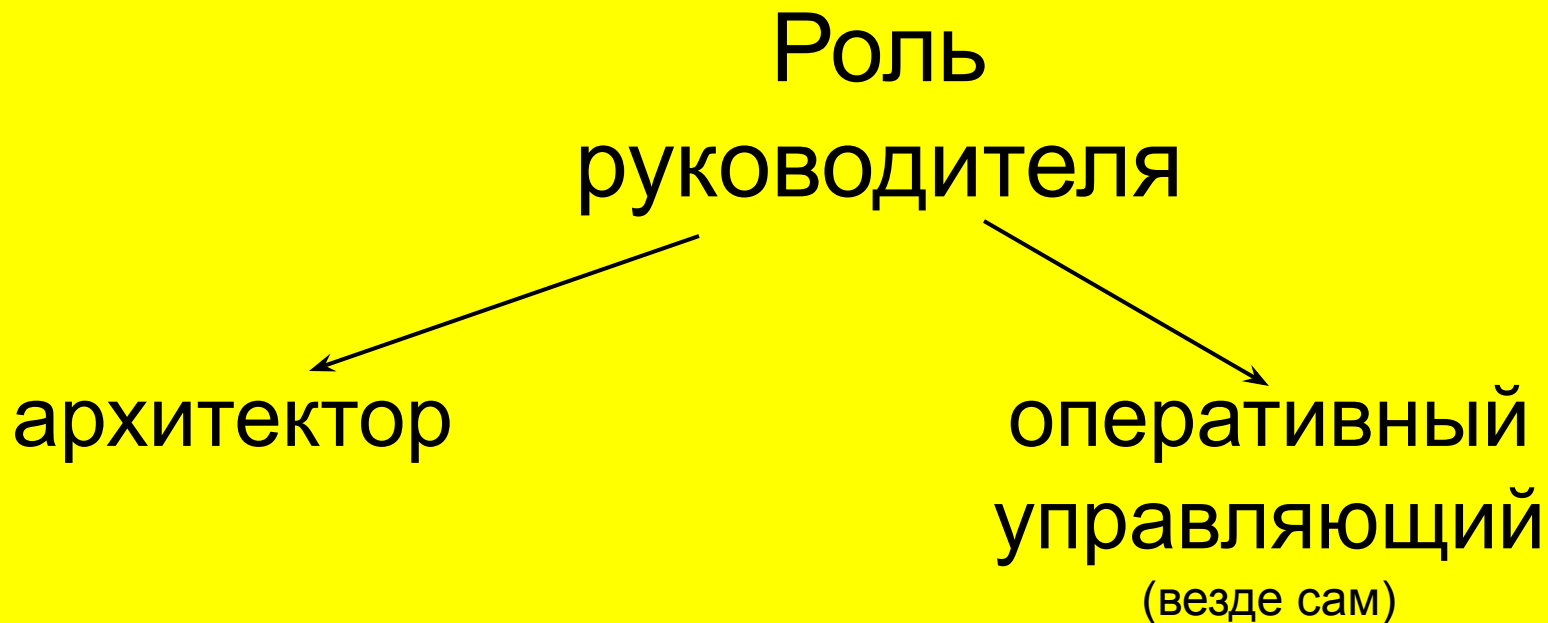 Роль
руководителя
архитектор
оперативный
управляющий
(везде сам)